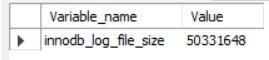 Variable_name Value
innodb_log_file_size 50331648